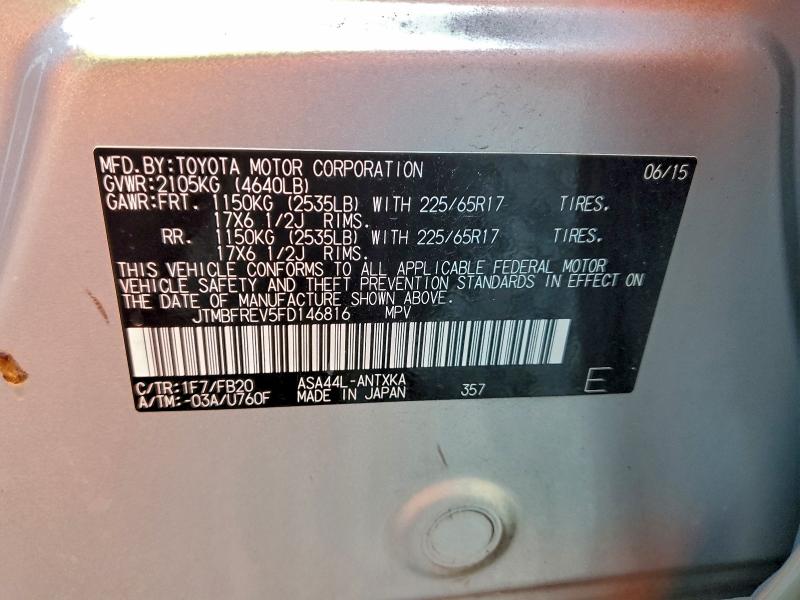 MFD.BY:TOYOTA MOTOR CORPORATION 06/15
GVWR:2105KG (4640LB)
GAWR:FRT. 1150KG (2535LB) WITH 225/65R17 TIRES.
17X6 1/2J RIMS.
RR. 1150KG (2535LB) WITH 225/65R17 TIRES.
17X6 1/2J RIMS.
THIS VEHICLE CONFORMS TO ALL APPLICABLE FEDERAL MOTOR
VEHICLE SAFETY AND THEFT PREVENTION STANDARDS IN EFFECT ON
THE DATE OF MANUFACTURE SHOWN ABOVE.
JTMBFREV5FD146816 MPV
C/TR:1F7/FB20 ASA44L-ANTXKA 357 E
A/TM:-03A/U760F MADE IN JAPAN